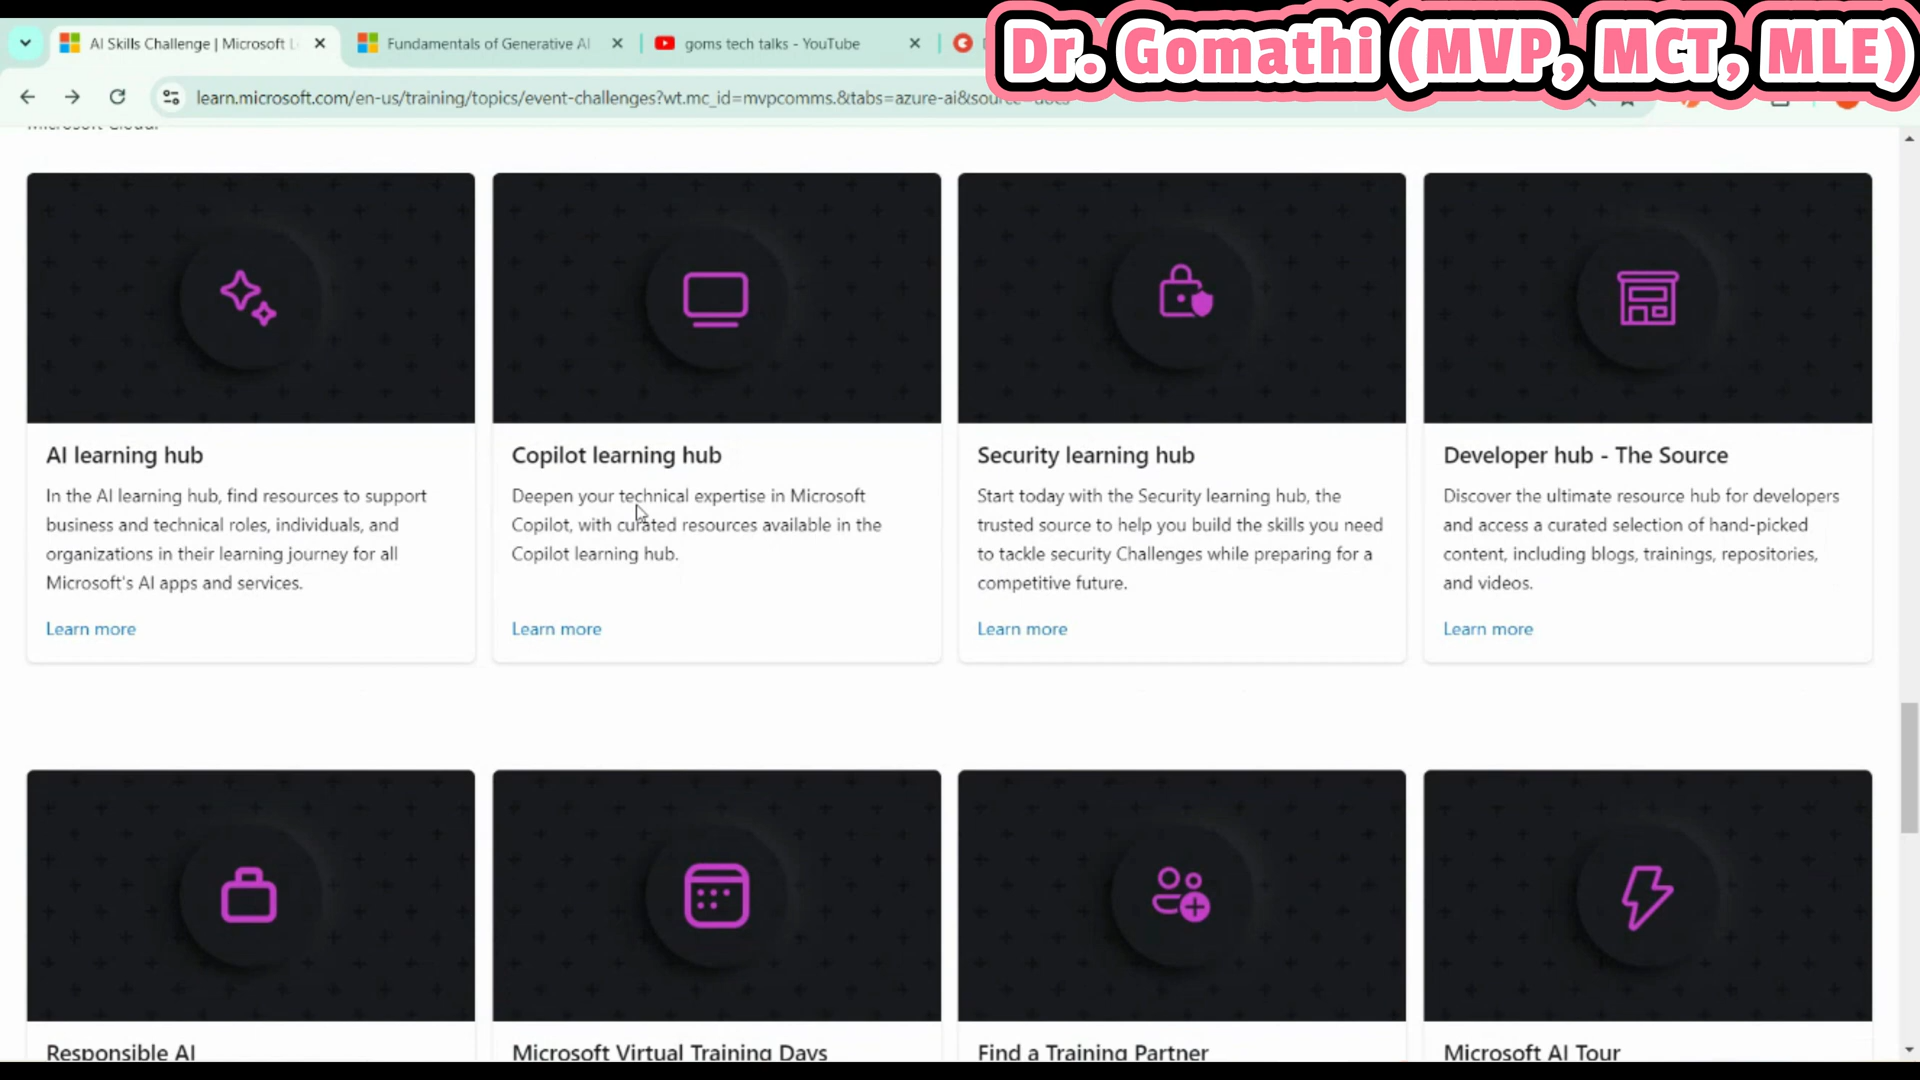 Dr. Gomathi (MVP, MCT, MLE)
AI Skills Challenge | Microsoft L
Fundamentals of Generative AI
goms tech talks - YouTube
learn.microsoft.com/en-us/training/topics/event-challenges?wt.mc_id=mvpcomms.&tabs=azure-ai&source=docs
Microsoft Cloud.
AI learning hub
In the AI learning hub, find resources to support
business and technical roles, individuals, and
organizations in their learning journey for all
Microsoft's AI apps and services.
Learn more
Copilot learning hub
Deepen your technical expertise in Microsoft
Copilot, with curated resources available in the
Copilot learning hub.
Learn more
Security learning hub
Start today with the Security learning hub, the
trusted source to help you build the skills you need
to tackle security Challenges while preparing for a
competitive future.
Learn more
Developer hub - The Source
Discover the ultimate resource hub for developers
and access a curated selection of hand-picked
content, including blogs, trainings, repositories,
and videos.
Learn more
Responsible AI
Microsoft Virtual Training Days
Find a Training Partner
Microsoft AI Tour